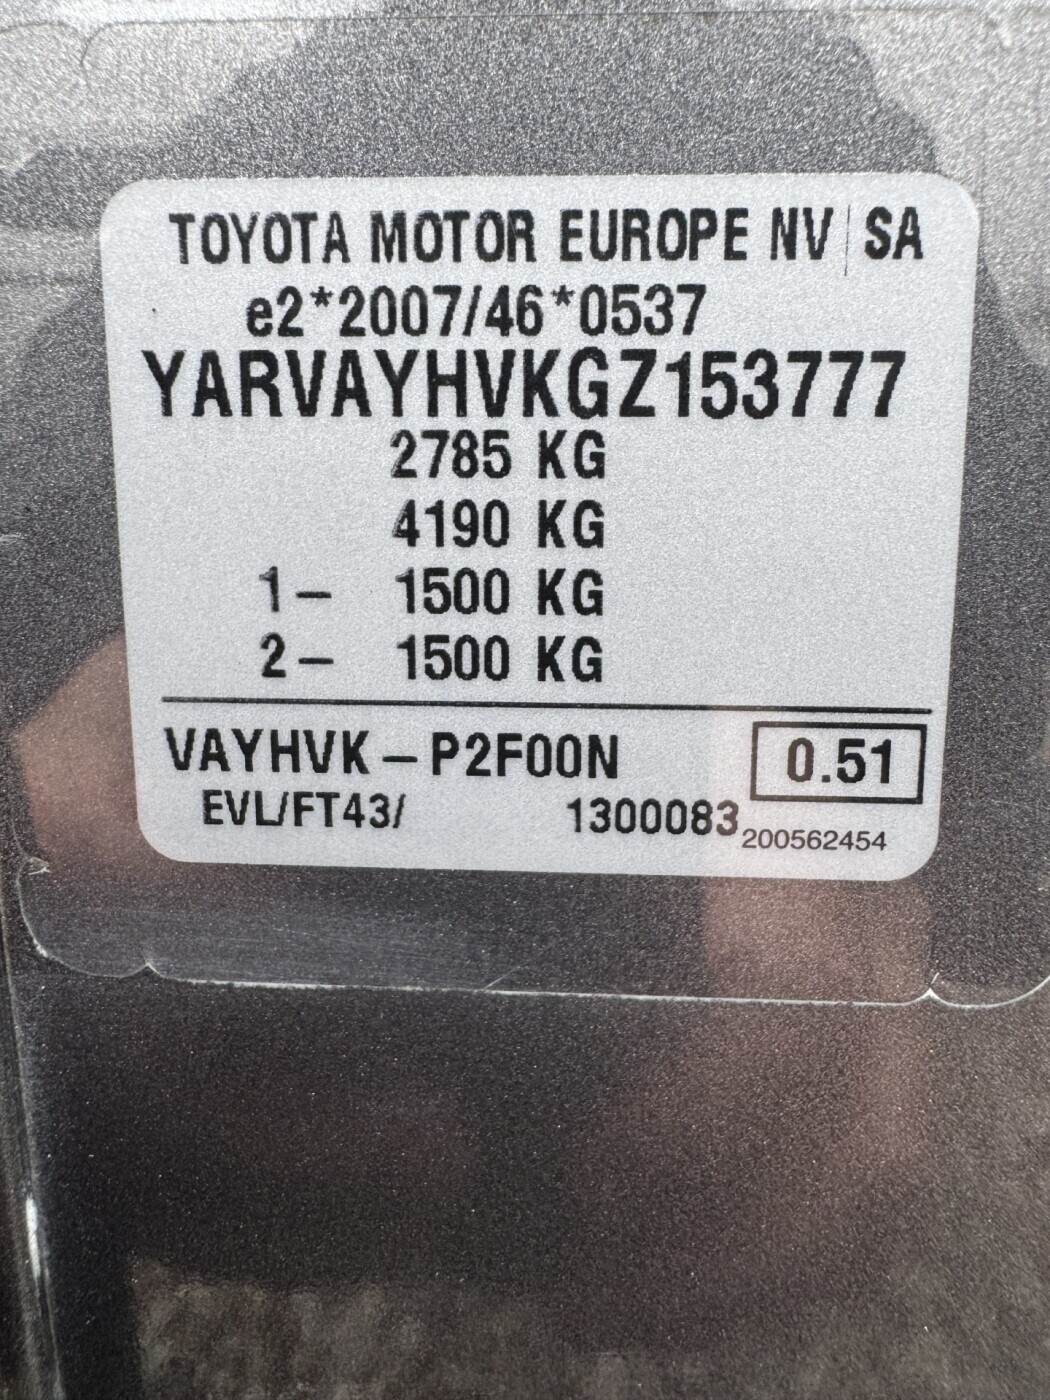 TOYOTA MOTOR EUROPE NV SA
e2*2007/46*0537
YARVAYHVKGZ153777
2785 KG
4190 KG
1- 1500 KG
2- 1500 KG
VAYHVK-P2F00N 0.51
EVL/FT43/ 1300083 200562454